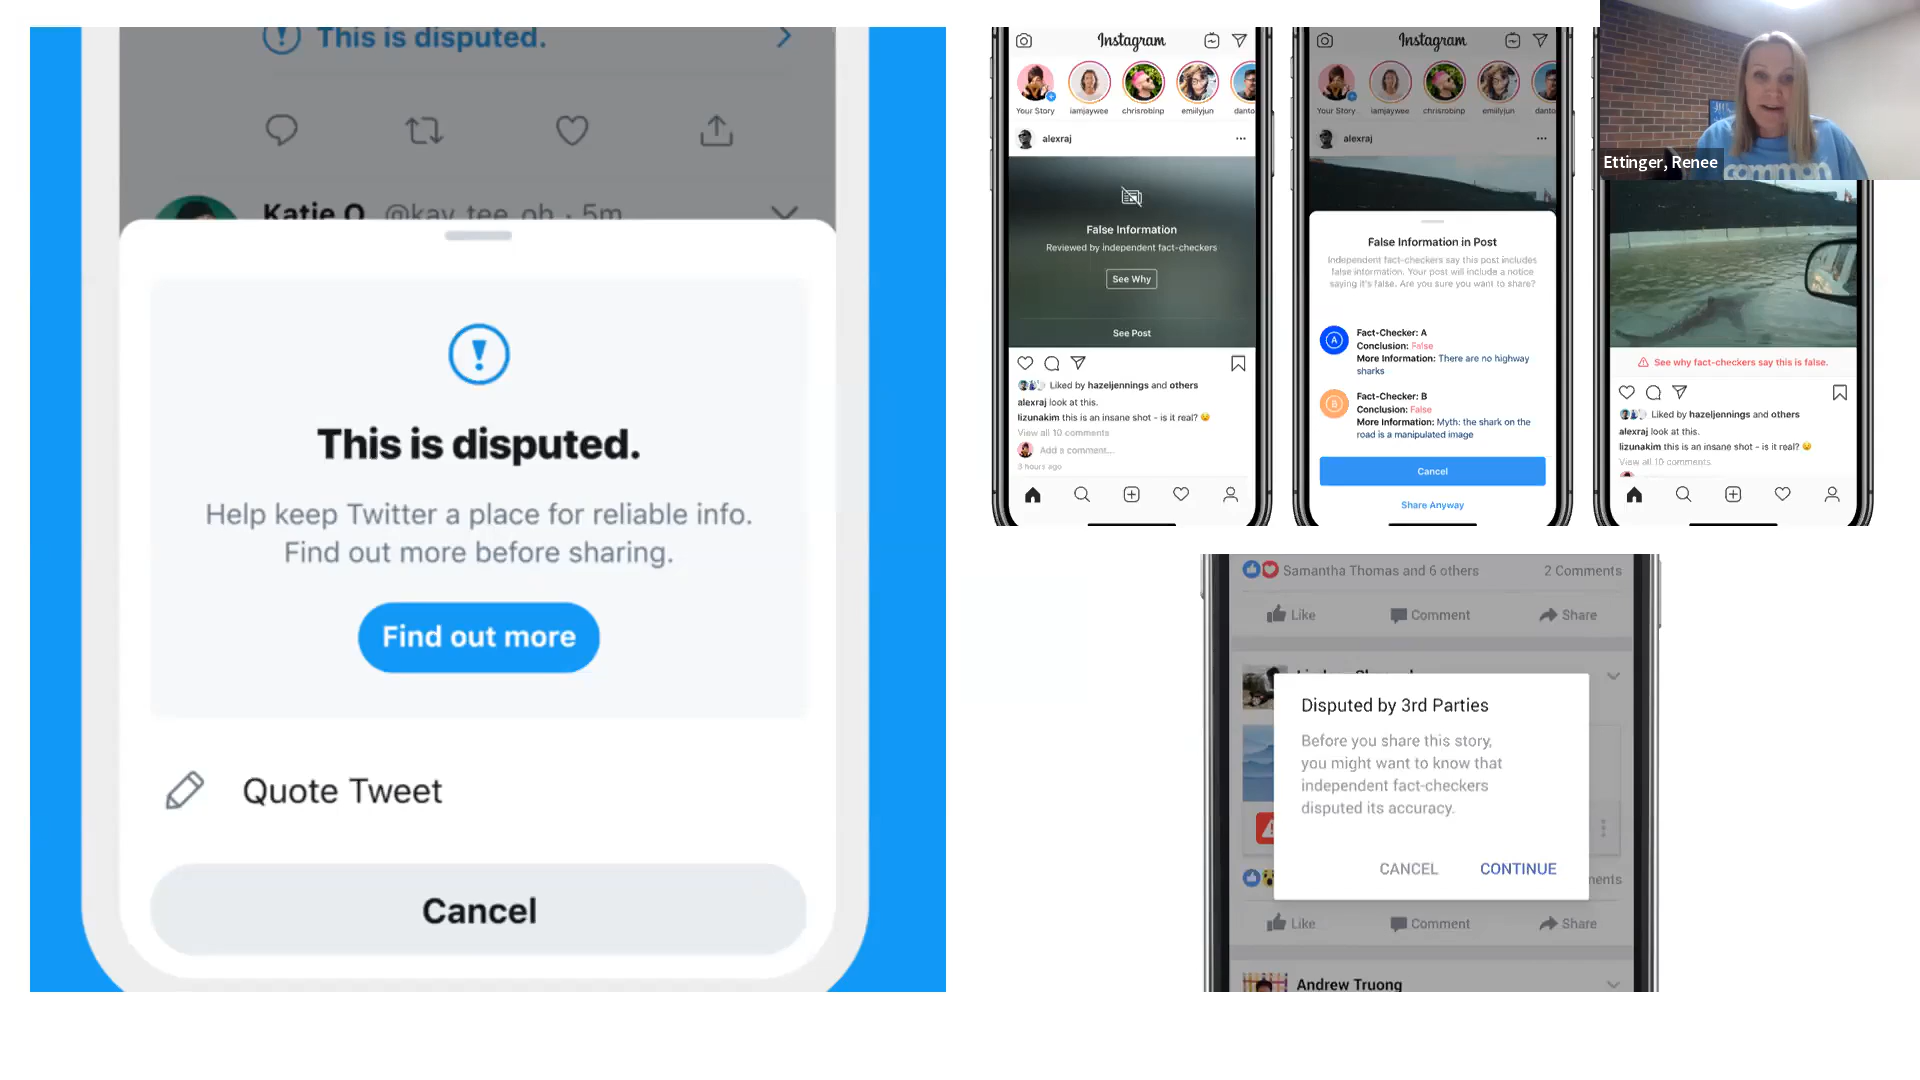 This is disputed.
Katie O @kay_tee_oh · 5m
This is disputed.
Help keep Twitter a place for reliable info.
Find out more before sharing.
Find out more
Quote Tweet
Cancel
Instagram
Your Story iamjaywee chrisrobinp emiilyjun danto
alexraj
False Information
Reviewed by independent fact-checkers
See Why
See Post
Liked by hazeljennings and others
alexraj look at this.
lizunakim this is an insane shot - is it real?
View all 10 comments
Add a comment...
3 hours ago
Instagram
Your Story iamjaywee chrisrobinp emiilyjun danto
alexraj
False Information in Post
Independent fact-checkers say this post includes
false information. Your post will include a notice
saying it's false. Are you sure you want to share?
A
Fact-Checker: A
Conclusion: False
More Information: There are no highway
sharks
B
Fact-Checker: B
Conclusion: False
More Information: Myth: the shark on the
road is a manipulated image
Cancel
Share Anyway
Ettinger, Renee
common
See why fact-checkers say this is false.
Liked by hazeljennings and others
alexraj look at this.
lizunakim this is an insane shot - is it real?
View all 10 comments
Samantha Thomas and 6 others 2 Comments
Like Comment Share
Disputed by 3rd Parties
Before you share this story,
you might want to know that
independent fact-checkers
disputed its accuracy.
CANCEL CONTINUE
ments
Like Comment Share
Andrew Truong